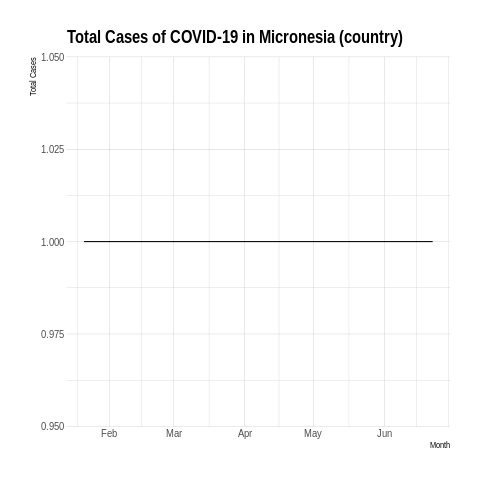 Total Cases of COVID-19 in Micronesia (country)
Total Cases
1.050
1.025
1.000
0.975
0.950
Feb Mar Apr May Jun
Month